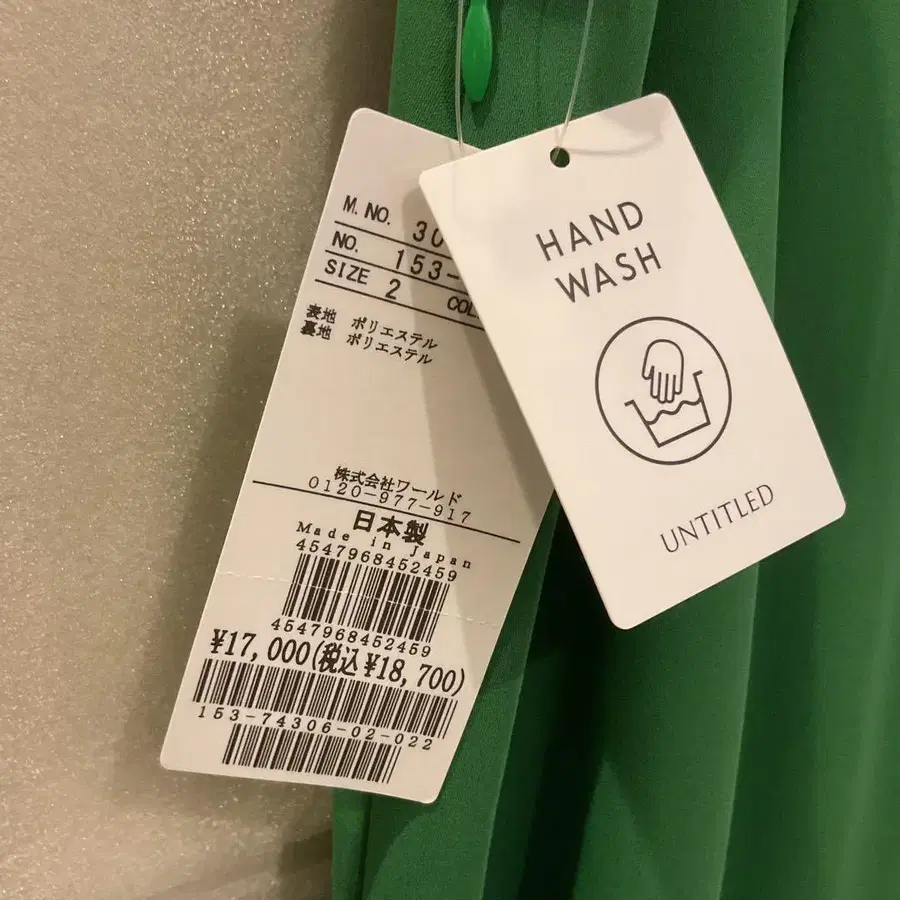 M. NO. 30
NO. 153-
SIZE 2 COL
表地 ポリエステル
裏地 ポリエステル
株式会社ワールド
0120-977-917
日本製
Made in Japan
4547968452459
4547968452459
¥17,000(税込¥18,700)
153-74306-02-022
HAND
WASH
UNTITLED